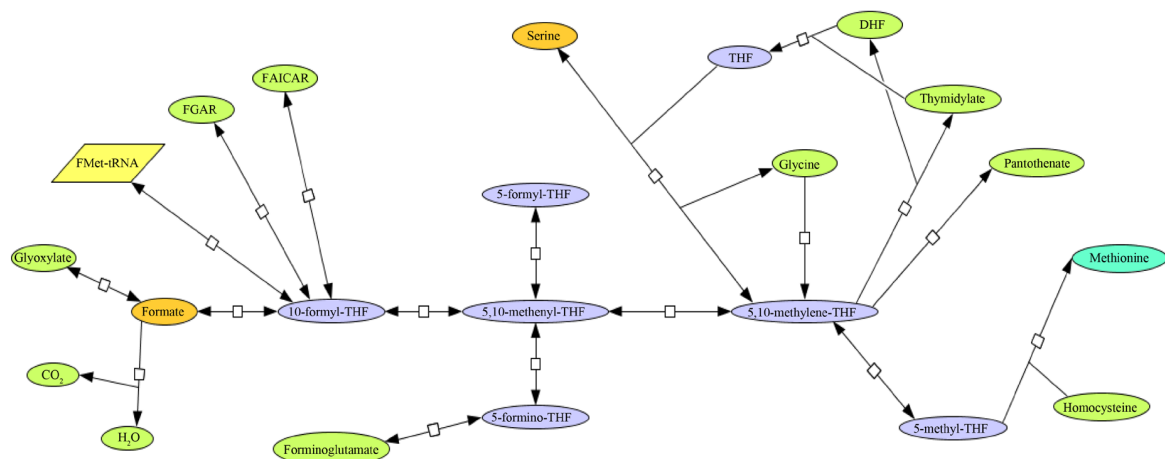 DHF
Serine
THF
FAICAR
Thymidylate
FGAR
FMet-tRNA
Glycine
Pantothenate
5-formyl-THF
Glyoxylate
Methionine
Formate
10-formyl-THF
5,10-methenyl-THF
5,10-methylene-THF
CO₂
Homocysteine
5-formino-THF
5-methyl-THF
H₂O
Forminoglutamate